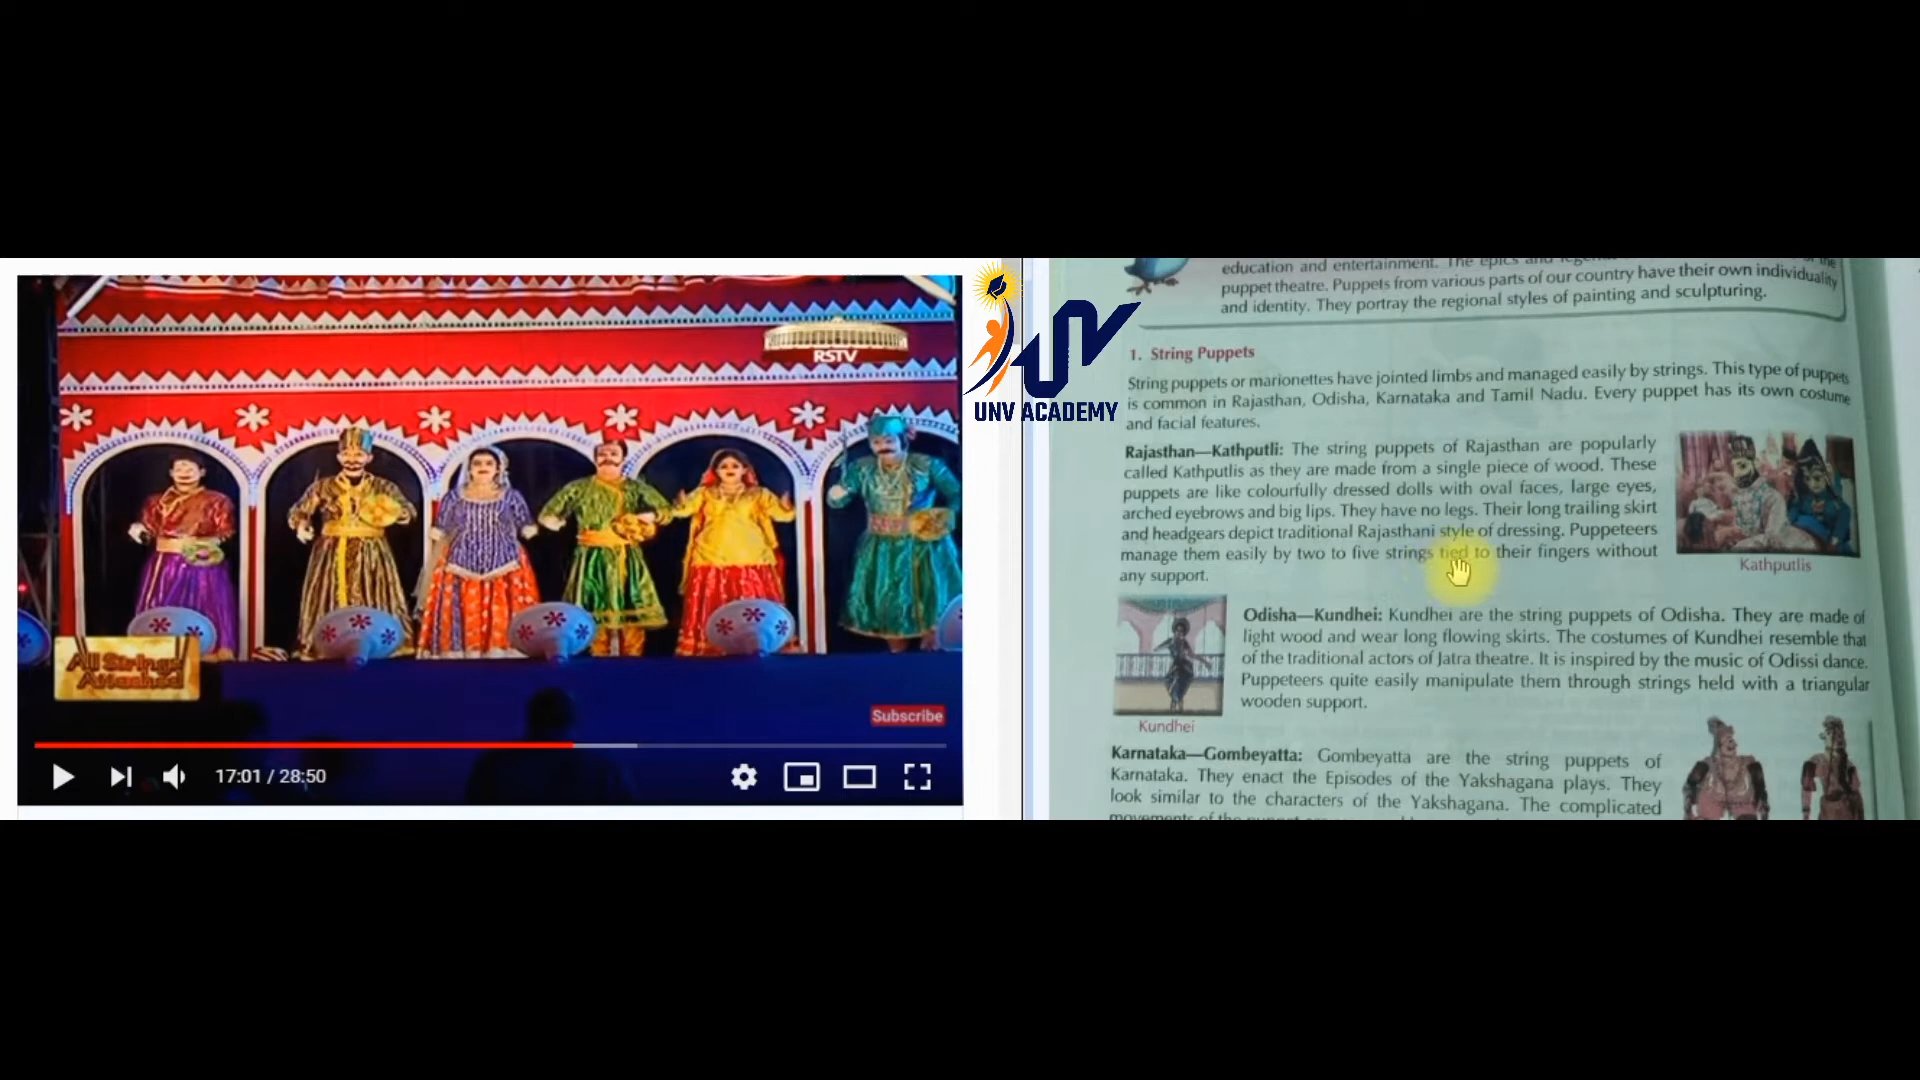 RSTV
All Strings
Attached
Subscribe
17:01 / 28:50
UNV ACADEMY
education and entertainment. The epics and
puppet theatre. Puppets from various parts of our country have their own individuality
and identity. They portray the regional styles of painting and sculpturing.
1. String Puppets
String puppets or marionettes have jointed limbs and managed easily by strings. This type of puppets
is common in Rajasthan, Odisha, Karnataka and Tamil Nadu. Every puppet has its own costume
and facial features.
Rajasthan—Kathputli: The string puppets of Rajasthan are popularly
called Kathputlis as they are made from a single piece of wood. These
puppets are like colourfully dressed dolls with oval faces, large eyes,
arched eyebrows and big lips. They have no legs. Their long trailing skirt
and headgears depict traditional Rajasthani style of dressing. Puppeteers
manage them easily by two to five strings tied to their fingers without
any support.
Kathputlis
Odisha—Kundhei: Kundhei are the string puppets of Odisha. They are made of
light wood and wear long flowing skirts. The costumes of Kundhei resemble that
of the traditional actors of Jatra theatre. It is inspired by the music of Odissi dance.
Puppeteers quite easily manipulate them through strings held with a triangular
wooden support.
Kundhei
Karnataka—Gombeyatta: Gombeyatta are the string puppets of
Karnataka. They enact the Episodes of the Yakshagana plays. They
look similar to the characters of the Yakshagana. The complicated
movements of the puppet